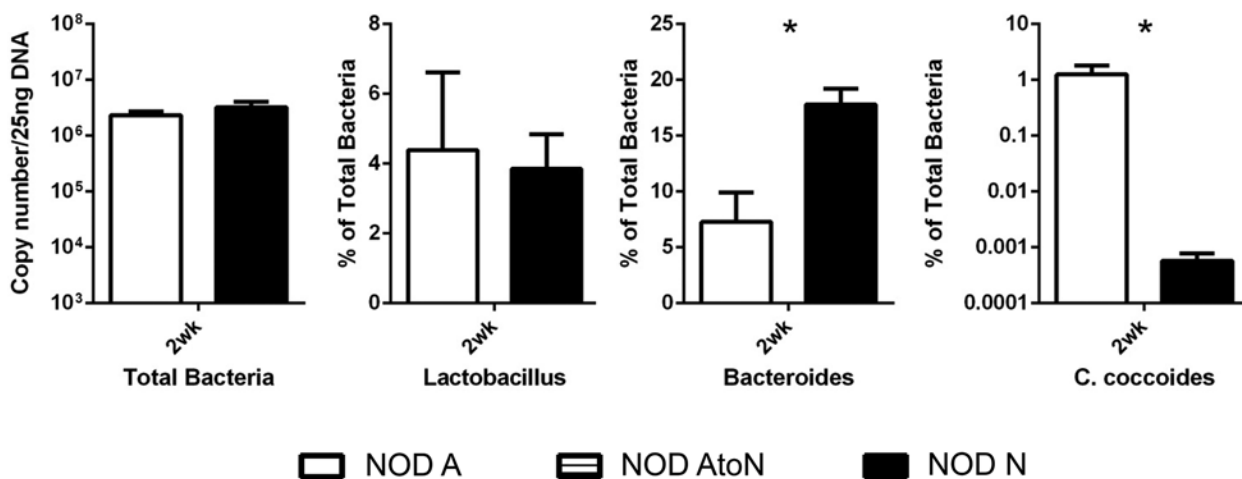 Copy number/25ng DNA
10⁸
10⁷
10⁶
10⁵
10⁴
10³
2wk
Total Bacteria
% of Total Bacteria
8
6
4
2
0
2wk
Lactobacillus
% of Total Bacteria
25
20
15
10
5
0
*
2wk
Bacteroides
% of Total Bacteria
10
1
0.1
0.01
0.001
0.0001
*
2wk
C. coccoides
NOD A
NOD AtoN
NOD N